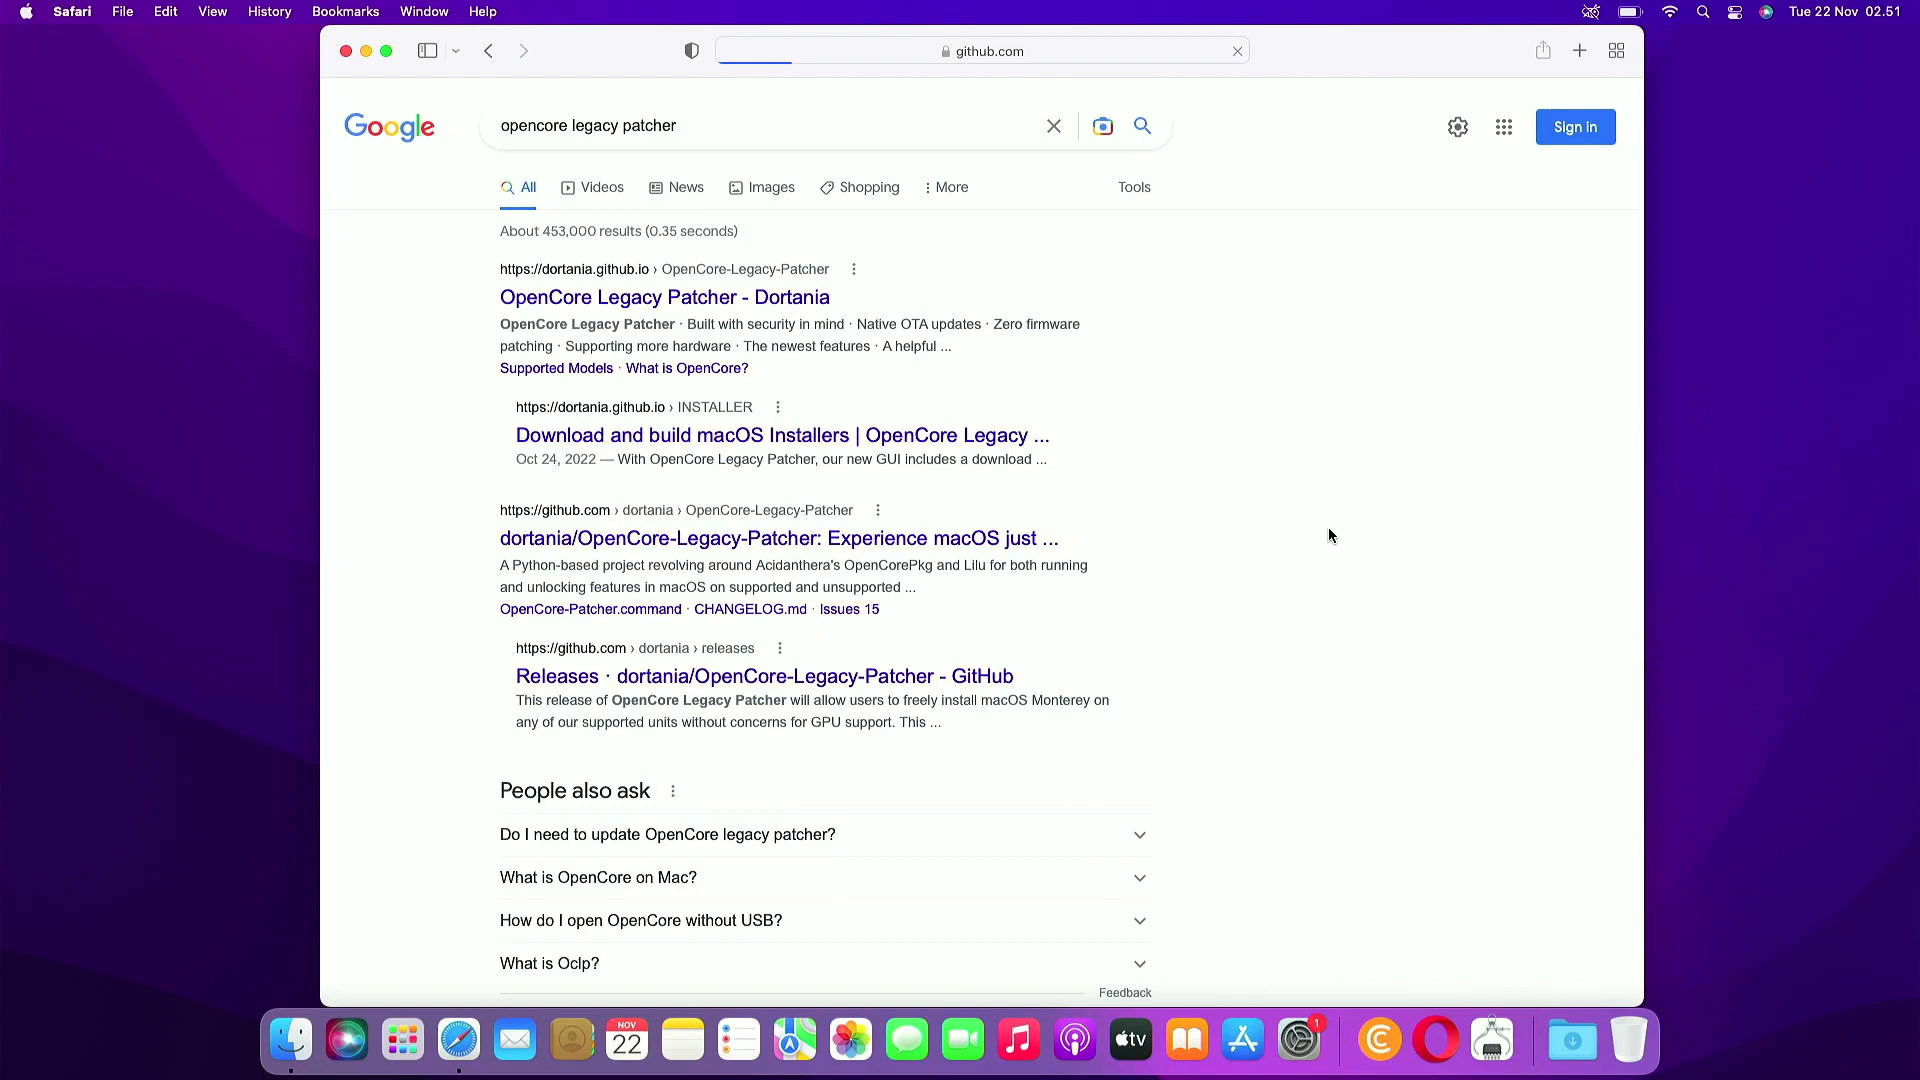 Safari File Edit View History Bookmarks Window Help
Tue 22 Nov 02.51
github.com
Google
opencore legacy patcher
Sign in
All Videos News Images Shopping More Tools
About 453,000 results (0.35 seconds)
https://dortania.github.io › OpenCore-Legacy-Patcher
OpenCore Legacy Patcher - Dortania
OpenCore Legacy Patcher · Built with security in mind · Native OTA updates · Zero firmware
patching · Supporting more hardware · The newest features · A helpful ...
Supported Models · What is OpenCore?
https://dortania.github.io › INSTALLER
Download and build macOS Installers | OpenCore Legacy ...
Oct 24, 2022 — With OpenCore Legacy Patcher, our new GUI includes a download ...
https://github.com › dortania › OpenCore-Legacy-Patcher
dortania/OpenCore-Legacy-Patcher: Experience macOS just ...
A Python-based project revolving around Acidanthera's OpenCorePkg and Lilu for both running
and unlocking features in macOS on supported and unsupported ...
OpenCore-Patcher.command · CHANGELOG.md · Issues 15
https://github.com › dortania › releases
Releases · dortania/OpenCore-Legacy-Patcher - GitHub
This release of OpenCore Legacy Patcher will allow users to freely install macOS Monterey on
any of our supported units without concerns for GPU support. This ...
People also ask
Do I need to update OpenCore legacy patcher?
What is OpenCore on Mac?
How do I open OpenCore without USB?
What is Oclp?
Feedback
NOV
22
tv
1